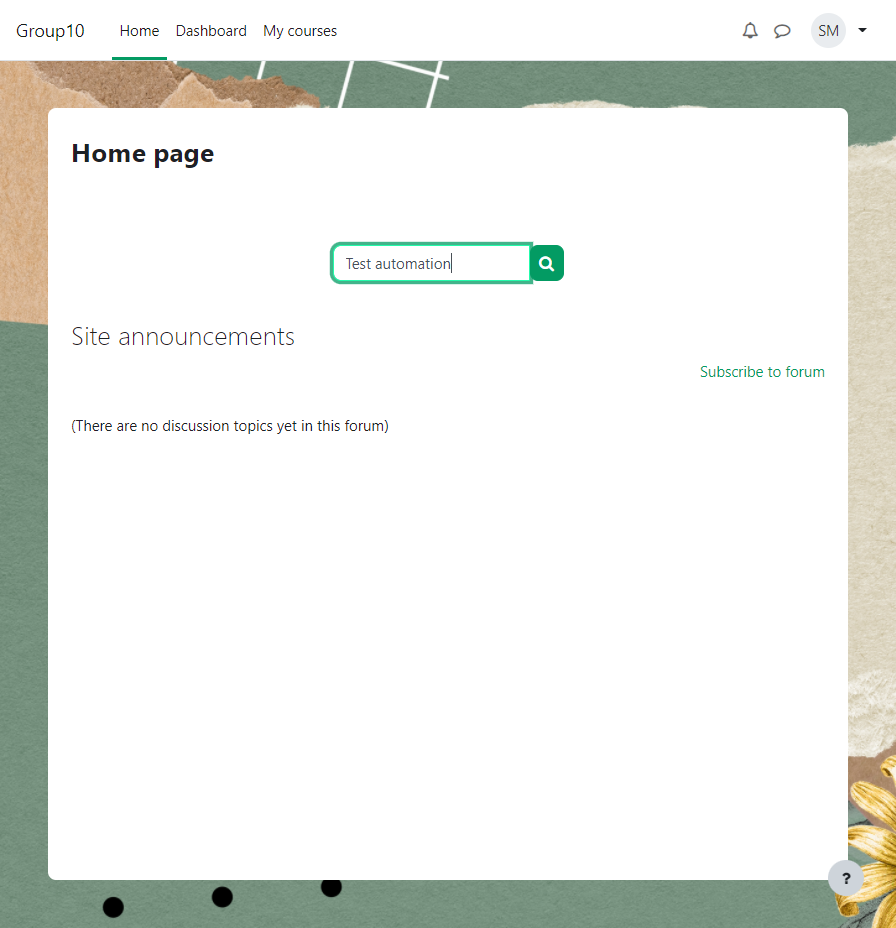 Group10 Home Dashboard My courses SM
Home page
Test automation
Site announcements
Subscribe to forum
(There are no discussion topics yet in this forum)
?